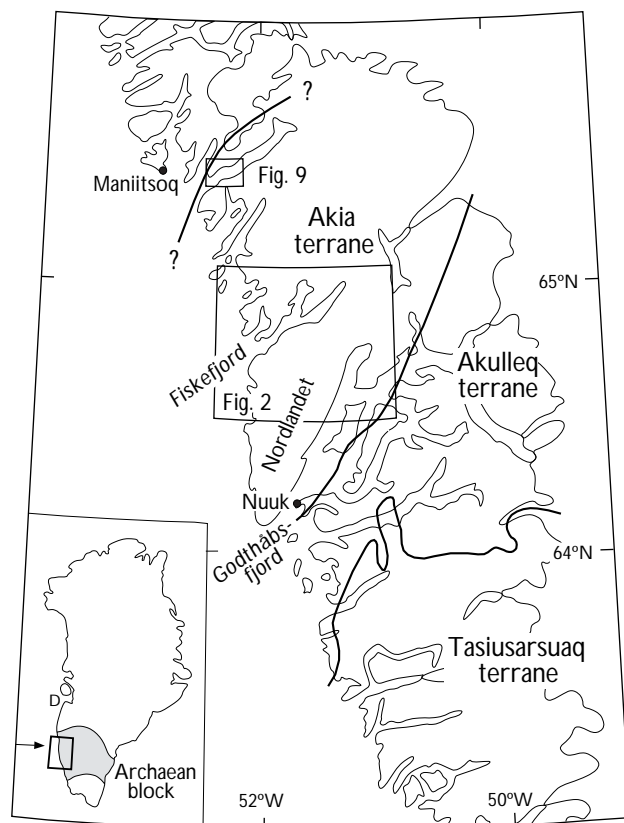 ?
Maniitsoq
Fig. 9
Akia
terrane
?
65ºN
Fiskefjord
Akulleq
terrane
Fig. 2
Nordlandet
Nuuk
Godthåbs-
fjord
64ºN
Tasiusarsuaq
terrane
D
Archaean
block
52ºW
50ºW